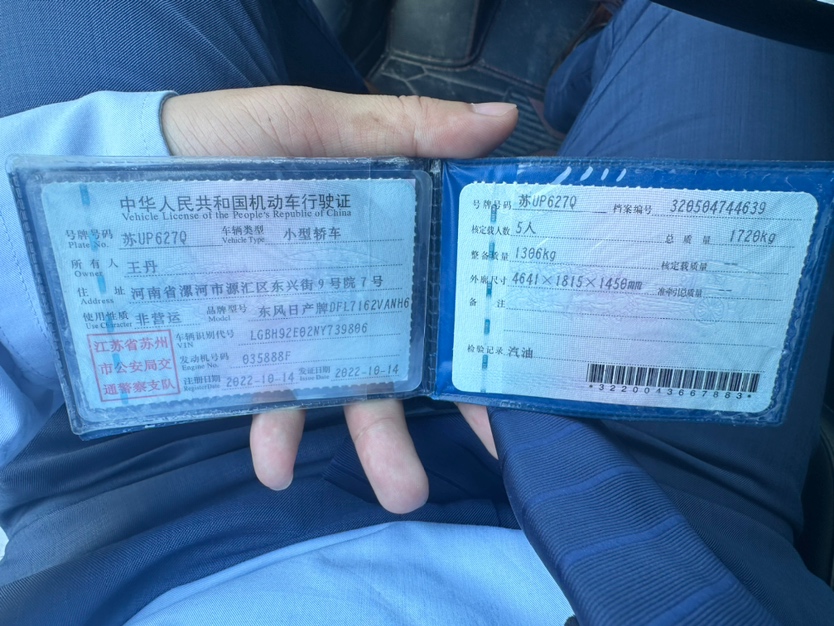 中华人民共和国机动车行驶证
Vehicle License of the People's Republic of China
号牌号码 Plate No. 苏UP627Q 车辆类型 Vehicle Type 小型轿车
所有人 Owner 王丹
住址 Address 河南省漯河市源汇区东兴街9号院7号
使用性质 Use Character 非营运 品牌型号 Model 东风日产牌DFL7162VANH6
车辆识别代号 VIN LGBH92E02NY739806
发动机号码 Engine No. 035888F
注册日期 Register Date 2022-10-14 发证日期 Issue Date 2022-10-14
江苏省苏州
市公安局交
通警察支队
号牌号码 苏UP627Q 档案编号 320504744639
核定载人数 5人 总质量 1720kg
整备质量 1306kg 核定载质量 --
外廓尺寸 4641×1815×1450mm 准牵引总质量 --
备注
检验记录 汽油
*3220043667883*